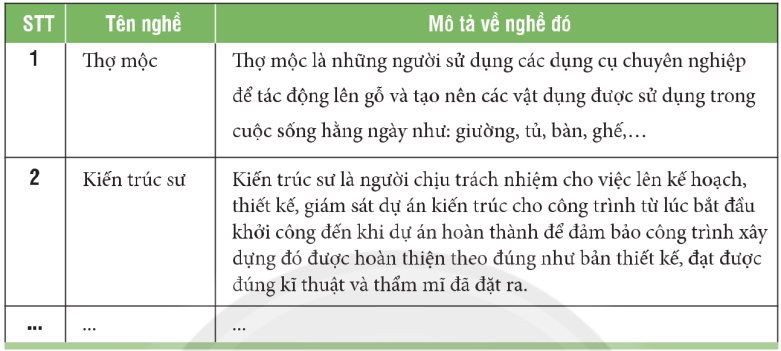 STT Tên nghề Mô tả về nghề đó
1 Thợ mộc Thợ mộc là những người sử dụng các dụng cụ chuyên nghiệp
để tác động lên gỗ và tạo nên các vật dụng được sử dụng trong
cuộc sống hằng ngày như: giường, tủ, bàn, ghế,…
2 Kiến trúc sư Kiến trúc sư là người chịu trách nhiệm cho việc lên kế hoạch,
thiết kế, giám sát dự án kiến trúc cho công trình từ lúc bắt đầu
khởi công đến khi dự án hoàn thành để đảm bảo công trình xây
dựng đó được hoàn thiện theo đúng như bản thiết kế, đạt được
đúng kĩ thuật và thẩm mĩ đã đặt ra.
... ... ...